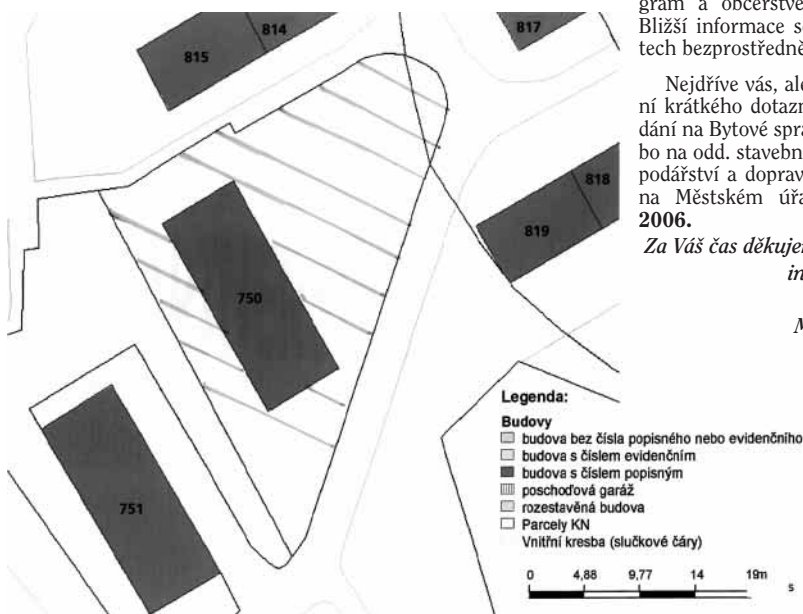 815
814
817
gram a občerstve
Bližší informace s
tech bezprostředně
Nejdříve vás, ale
ní krátkého dotazn
dání na Bytové sprá
bo na odd. stavebn
podářství a doprav
na Městském úřa
2006.
Za Váš čas děkujen
in
M
818
819
750
751
Legenda:
Budovy
budova bez čísla popisného nebo evidenčního
budova s číslem evidenčním
budova s číslem popisným
poschoďová garáž
rozestavěná budova
Parcely KN
Vnitřní kresba (slučkové čáry)
0 4,88 9,77 14 19m
s